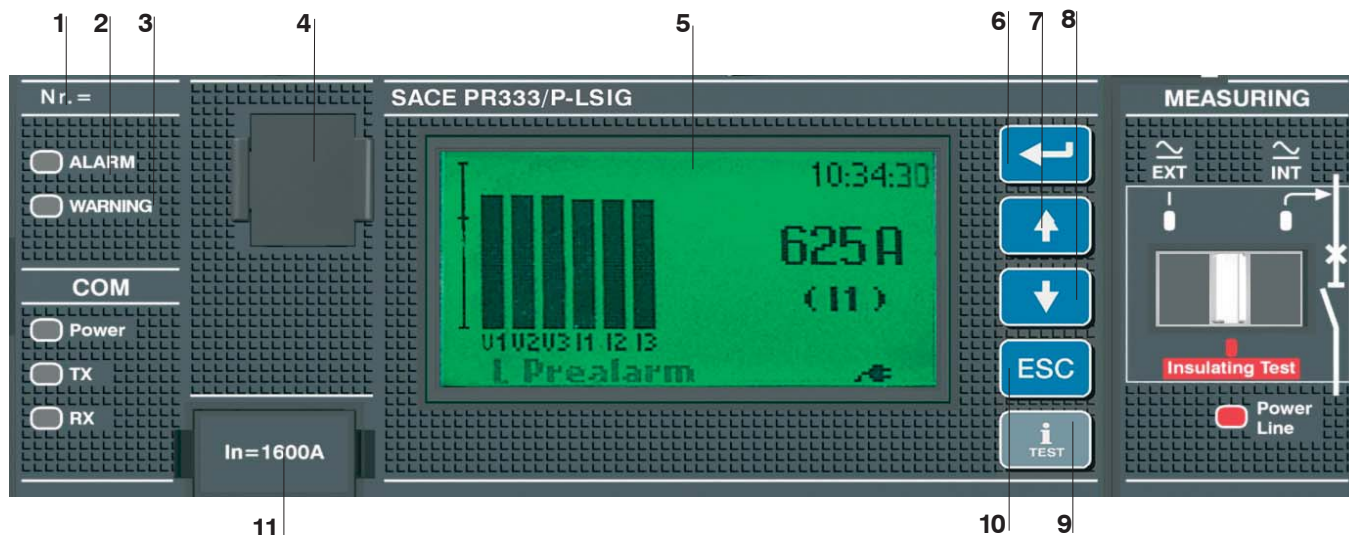 1 2 3 4 5 6 7 8
Nr.=
SACE PR333/P-LSIG
MEASURING
ALARM
WARNING
10:34:30
625A
(I1)
V1 V2 V3 I1 I2 I3
L Prealarm
EXT INT
COM
Power
TX
RX
ESC
Insulating Test
Power
Line
i
TEST
In=1600A
11 10 9